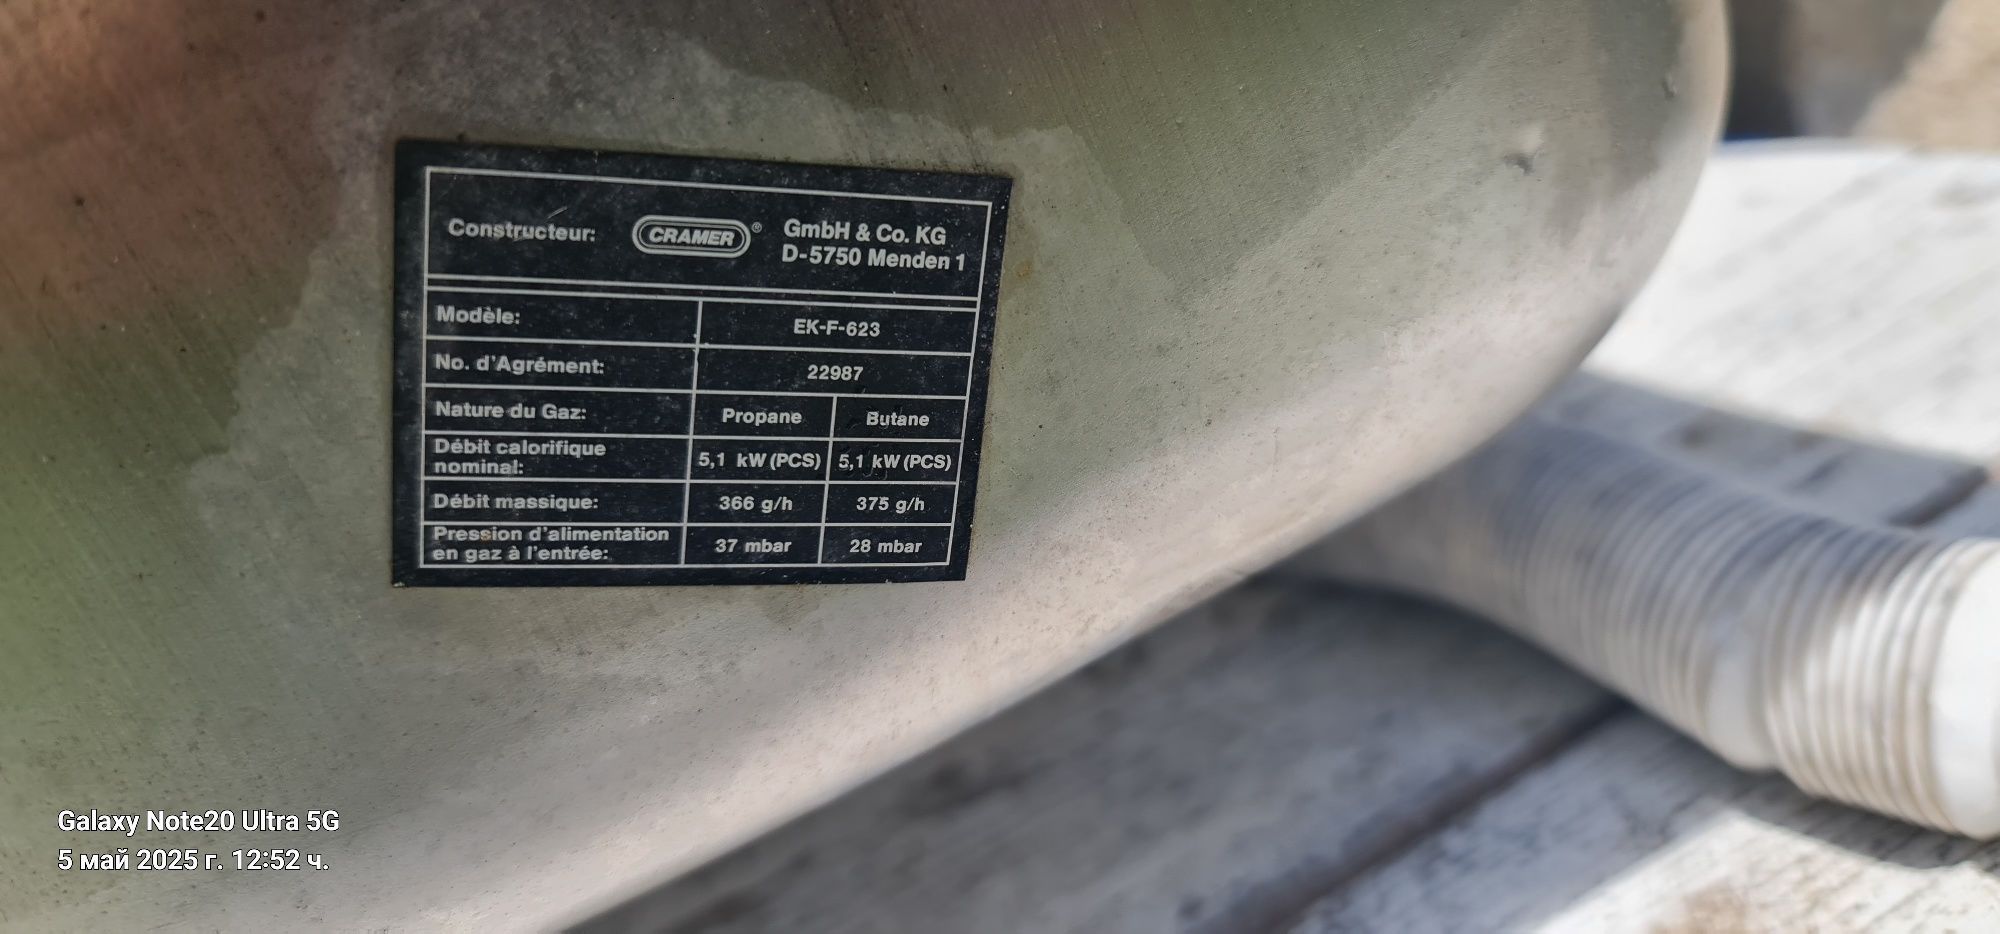 Constructeur: CRAMER® GmbH & Co. KG
D-5750 Menden 1
Modèle: EK-F-623
No. d'Agrément: 22987
Nature du Gaz: Propane Butane
Débit calorifique
nominal: 5,1 kW (PCS) 5,1 kW (PCS)
Débit massique: 366 g/h 375 g/h
Pression d'alimentation
en gaz à l'entrée: 37 mbar 28 mbar
Galaxy Note20 Ultra 5G
5 май 2025 г. 12:52 ч.